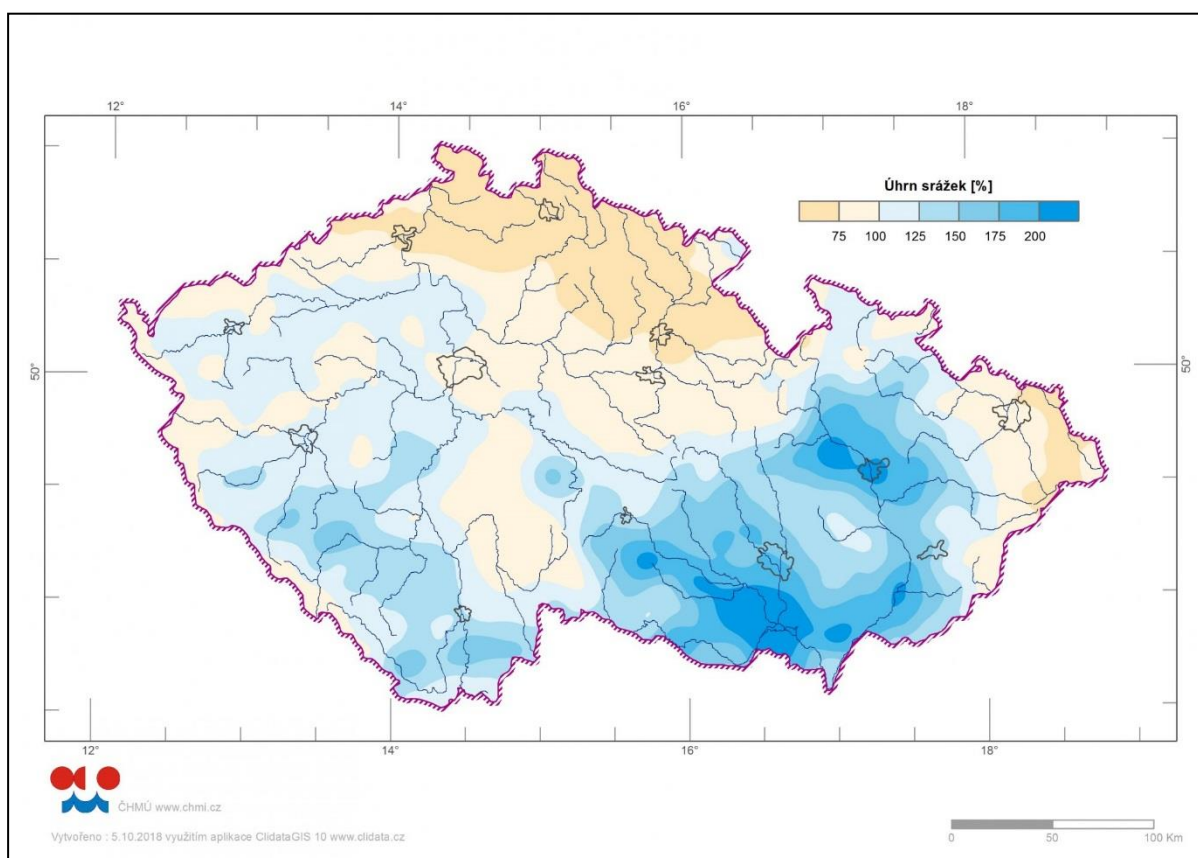 12° 14° 16° 18°
Úhrn srážek [%]
75 100 125 150 175 200
50° 50°
12° 14° 16° 18°
ČHMÚ www.chmi.cz
Vytvořeno : 5.10.2018 využitím aplikace ClidataGIS 10 www.clidata.cz
0 50 100 Km